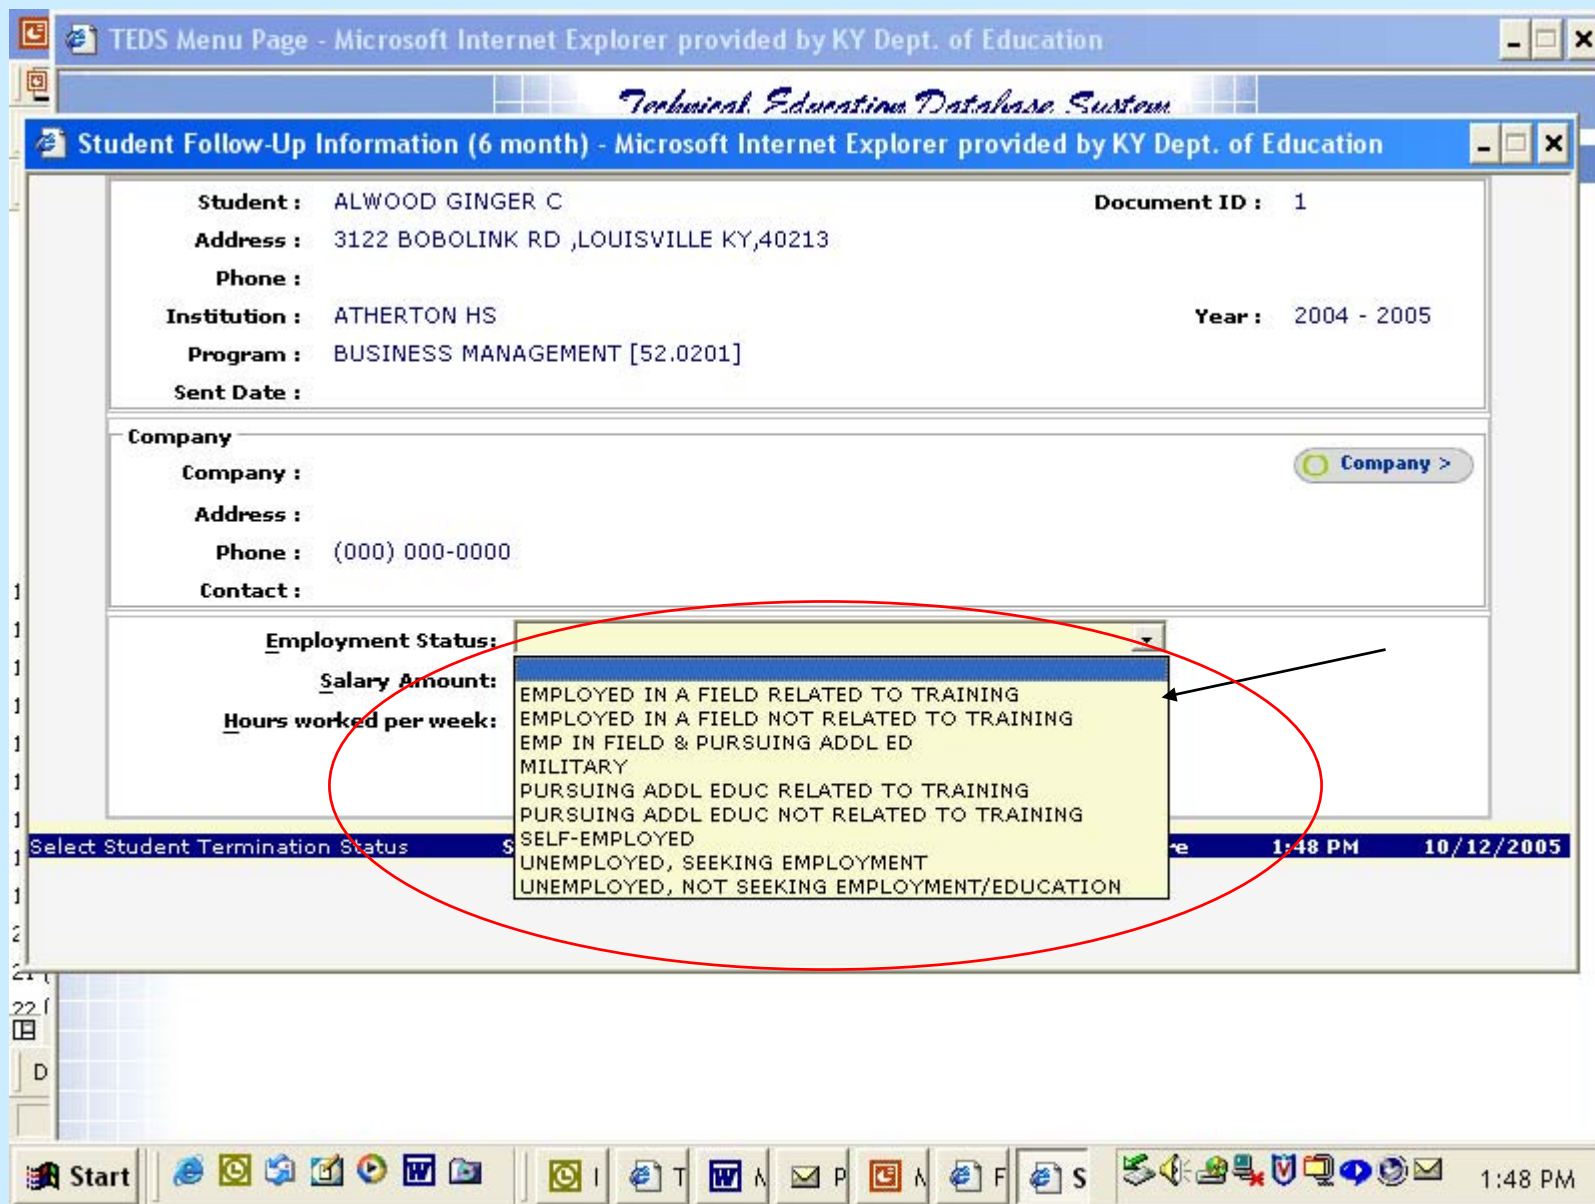 TEDS Menu Page - Microsoft Internet Explorer provided by KY Dept. of Education
Technical Education Database System
Student Follow-Up Information (6 month) - Microsoft Internet Explorer provided by KY Dept. of Education
Student : ALWOOD GINGER C Document ID : 1
Address : 3122 BOBOLINK RD ,LOUISVILLE KY,40213
Phone :
Institution : ATHERTON HS Year : 2004 - 2005
Program : BUSINESS MANAGEMENT [52.0201]
Sent Date :
Company
Company : Company >
Address :
Phone : (000) 000-0000
Contact :
Employment Status:
Salary Amount:
Hours worked per week:
EMPLOYED IN A FIELD RELATED TO TRAINING
EMPLOYED IN A FIELD NOT RELATED TO TRAINING
EMP IN FIELD & PURSUING ADDL ED
MILITARY
PURSUING ADDL EDUC RELATED TO TRAINING
PURSUING ADDL EDUC NOT RELATED TO TRAINING
SELF-EMPLOYED
UNEMPLOYED, SEEKING EMPLOYMENT
UNEMPLOYED, NOT SEEKING EMPLOYMENT/EDUCATION
Select Student Termination Status S re 1:48 PM 10/12/2005
22
D
Start I T P F S 1:48 PM